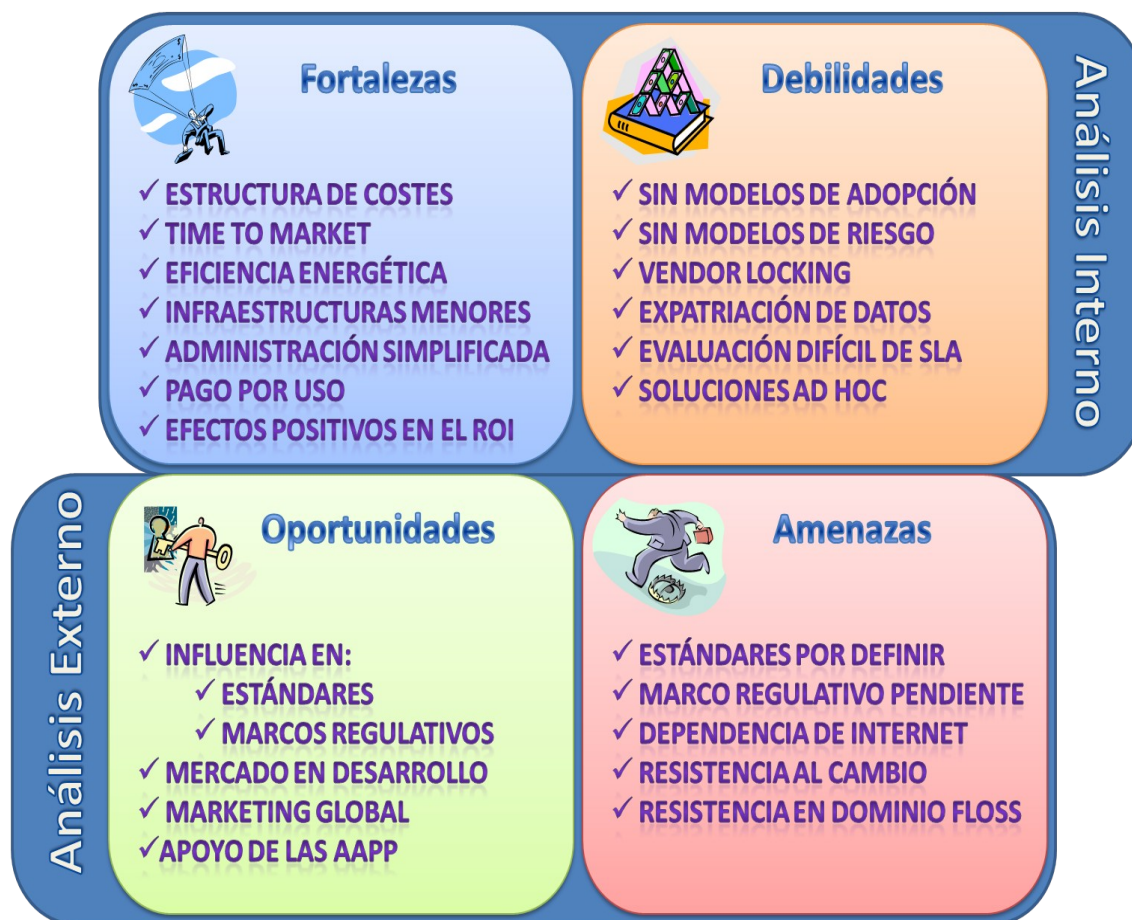 Análisis Interno
Fortalezas
ESTRUCTURA DE COSTES
TIME TO MARKET
EFICIENCIA ENERGÉTICA
INFRAESTRUCTURAS MENORES
ADMINISTRACIÓN SIMPLIFICADA
PAGO POR USO
EFECTOS POSITIVOS EN EL ROI
Debilidades
SIN MODELOS DE ADOPCIÓN
SIN MODELOS DE RIESGO
VENDOR LOCKING
EXPATRIACIÓN DE DATOS
EVALUACIÓN DIFÍCIL DE SLA
SOLUCIONES AD HOC
Análisis Externo
Oportunidades
INFLUENCIA EN:
ESTÁNDARES
MARCOS REGULATIVOS
MERCADO EN DESARROLLO
MARKETING GLOBAL
APOYO DE LAS AAPP
Amenazas
ESTÁNDARES POR DEFINIR
MARCO REGULATIVO PENDIENTE
DEPENDENCIA DE INTERNET
RESISTENCIA AL CAMBIO
RESISTENCIA EN DOMINIO FLOSS